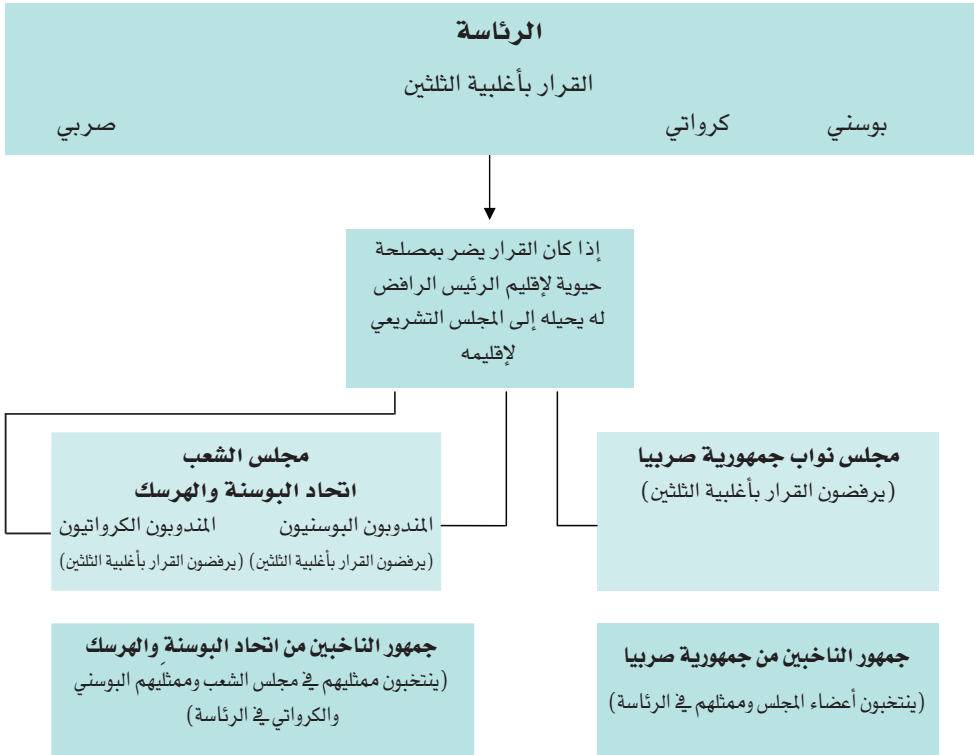 الرئاسة
القرار بأغلبية الثلثين
بوسني كرواتي صربي
إذا كان القرار يضر بمصلحة
حيوية لإقليم الرئيس الرافض
له يحيله إلى المجلس التشريعي
لإقليمه
مجلس نواب جمهورية صربيا
(يرفضون القرار بأغلبية الثلثين)
مجلس الشعب
اتحاد البوسنة والهرسك
المندوبون البوسنيون المندوبون الكرواتيون
(يرفضون القرار بأغلبية الثلثين) (يرفضون القرار بأغلبية الثلثين)
جمهور الناخبين من جمهورية صربيا
(ينتخبون أعضاء المجلس وممثلهم في الرئاسة)
جمهور الناخبين من اتحاد البوسنة والهرسك
(ينتخبون ممثليهم في مجلس الشعب وممثليهم البوسني
والكرواتي في الرئاسة)